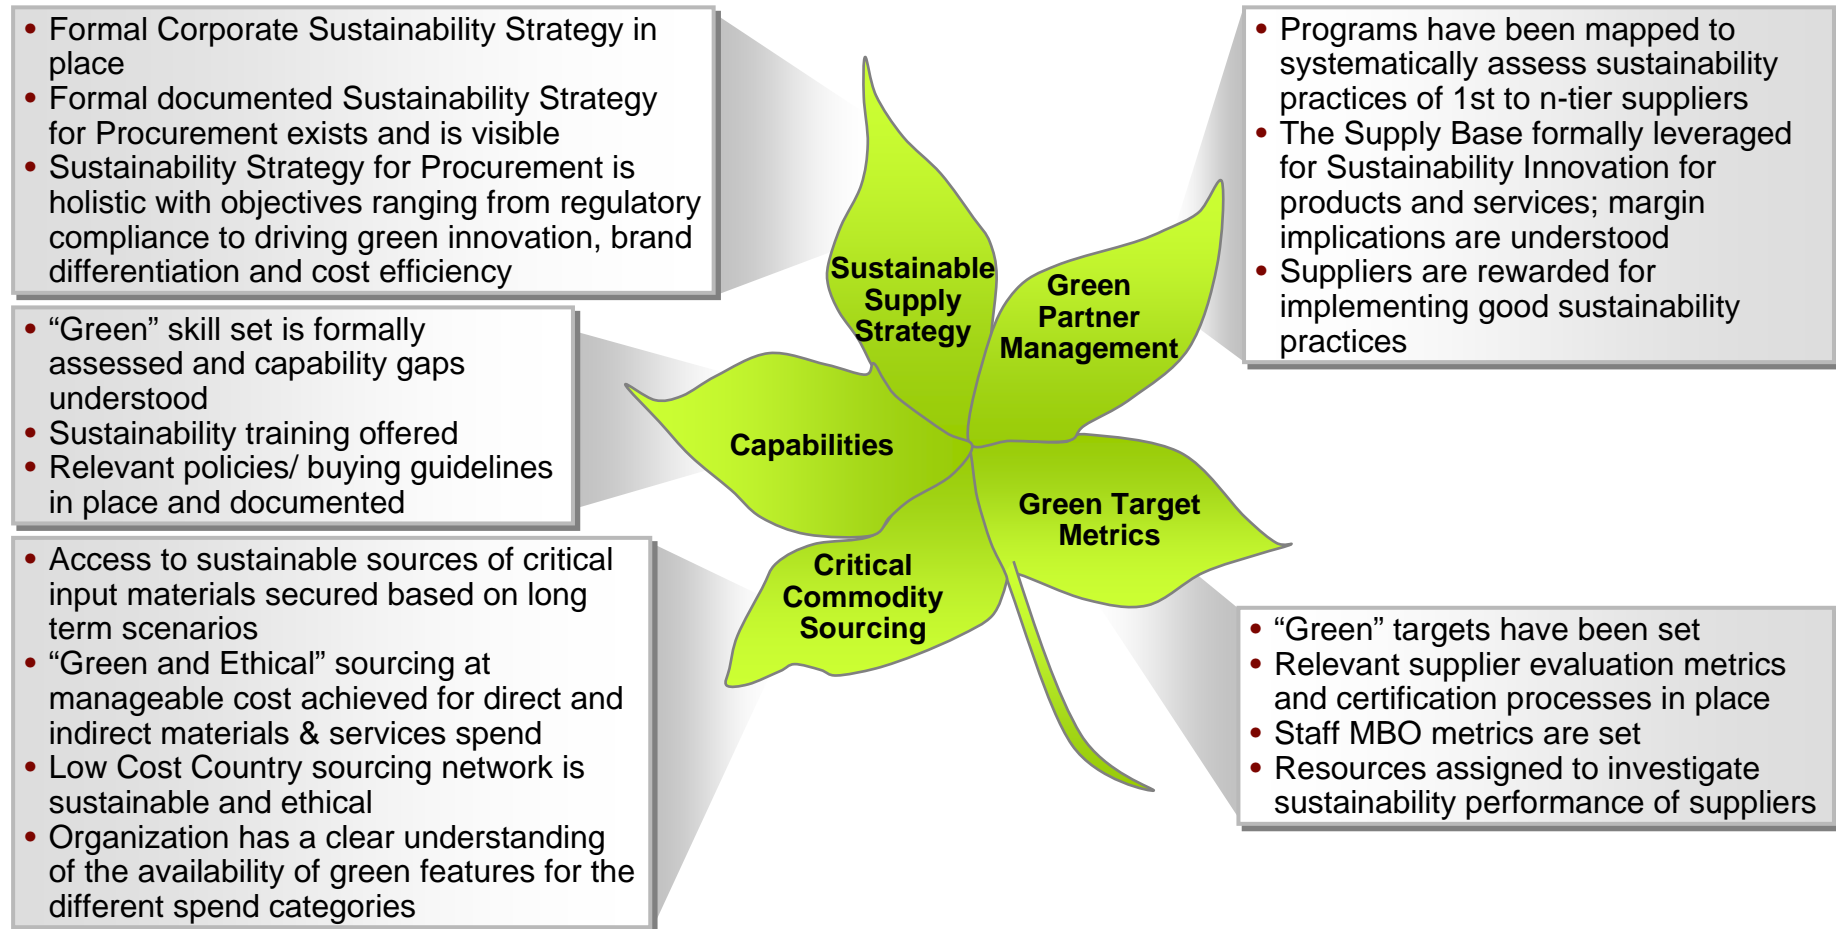 • Formal Corporate Sustainability Strategy in
place
• Formal documented Sustainability Strategy
for Procurement exists and is visible
• Sustainability Strategy for Procurement is
holistic with objectives ranging from regulatory
compliance to driving green innovation, brand
differentiation and cost efficiency
• “Green” skill set is formally
assessed and capability gaps
understood
• Sustainability training offered
• Relevant policies/ buying guidelines
in place and documented
• Access to sustainable sources of critical
input materials secured based on long
term scenarios
• “Green and Ethical” sourcing at
manageable cost achieved for direct and
indirect materials & services spend
• Low Cost Country sourcing network is
sustainable and ethical
• Organization has a clear understanding
of the availability of green features for the
different spend categories
Sustainable
Supply
Strategy
Green
Partner
Management
Capabilities
Green Target
Metrics
Critical
Commodity
Sourcing
• Programs have been mapped to
systematically assess sustainability
practices of 1st to n-tier suppliers
• The Supply Base formally leveraged
for Sustainability Innovation for
products and services; margin
implications are understood
• Suppliers are rewarded for
implementing good sustainability
practices
• “Green” targets have been set
• Relevant supplier evaluation metrics
and certification processes in place
• Staff MBO metrics are set
• Resources assigned to investigate
sustainability performance of suppliers